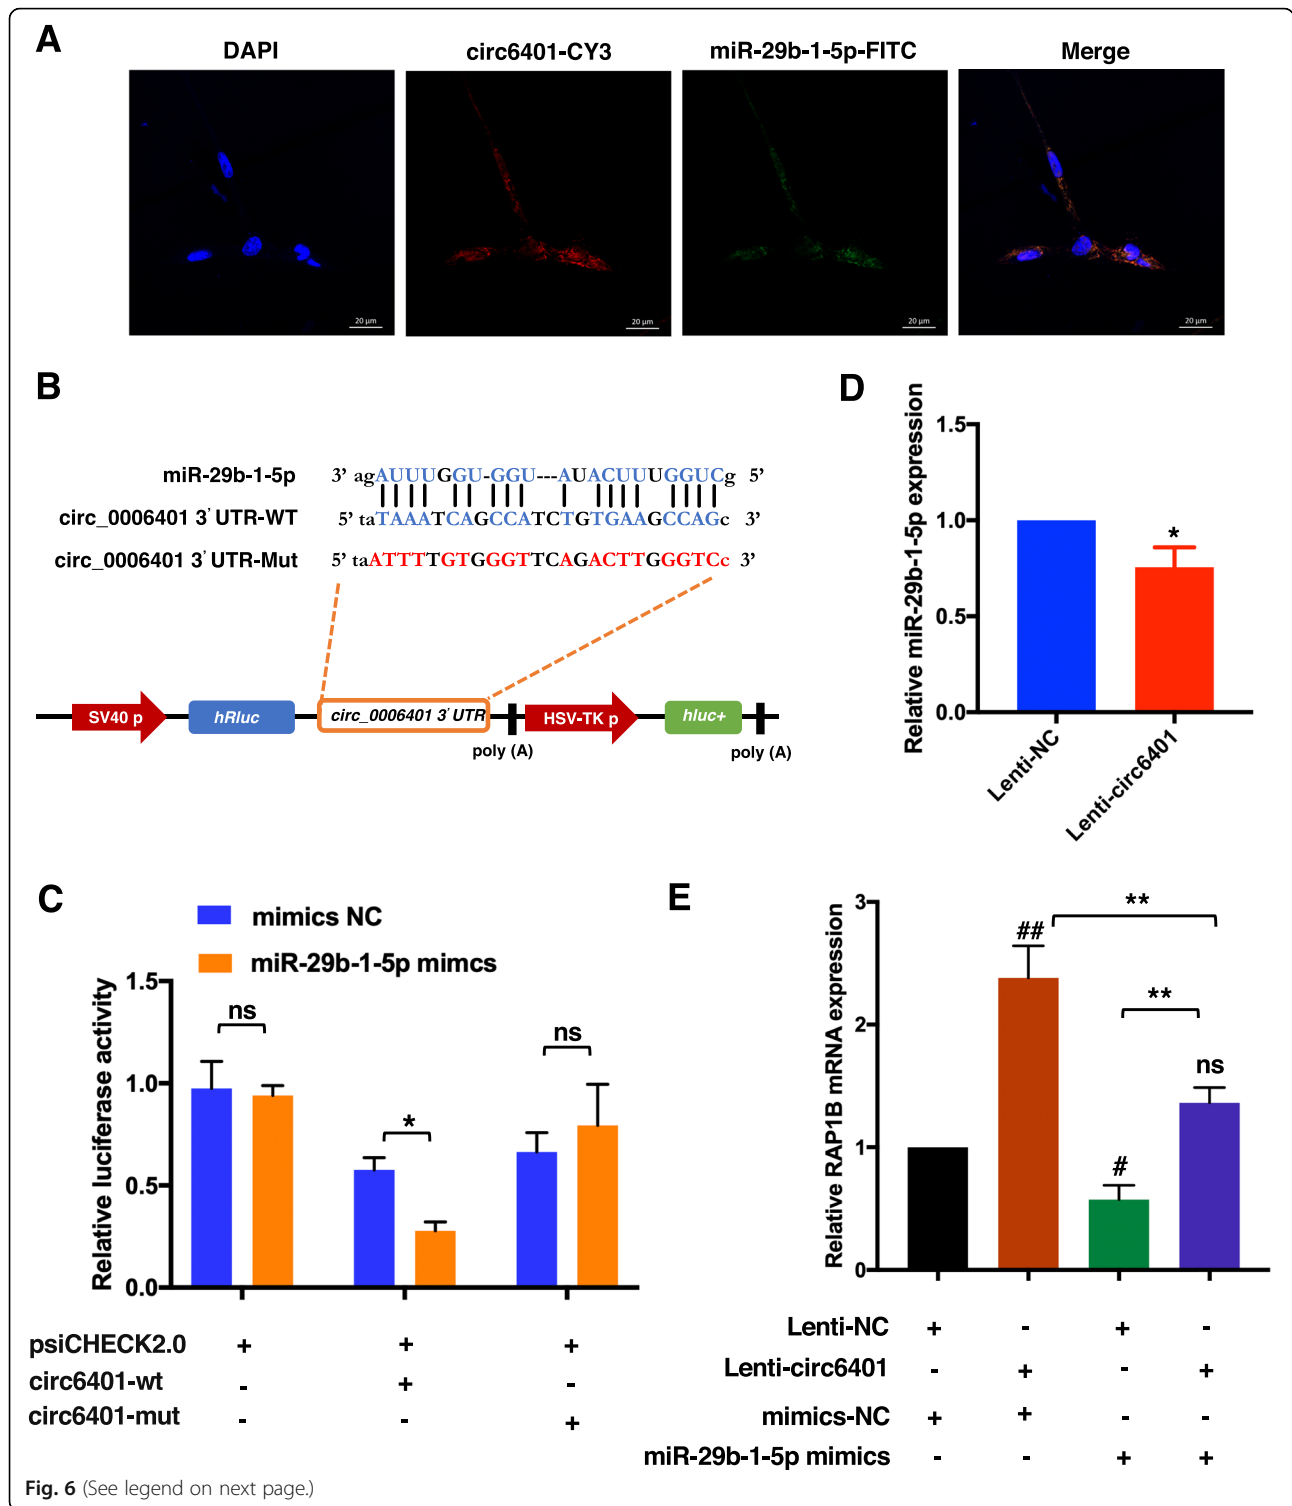 A
DAPI circ6401-CY3 miR-29b-1-5p-FITC Merge
20 μm 20 μm 20 μm 20 μm
B
miR-29b-1-5p 3’ agAUUUGGU-GGU---AUACUUUGGUCg 5’
circ_0006401 3’ UTR-WT 5’ taTAAATCAGCCATCTGTGAAGCCAGc 3’
circ_0006401 3’ UTR-Mut 5’ taATTTTGTGGGTTCAGACTTGGGTCc 3’
SV40 p hRluc circ_0006401 3’ UTR HSV-TK p hluc+
poly (A) poly (A)
D
Relative miR-29b-1-5p expression
1.5
1.0
0.5
0.0
*
Lenti-NC Lenti-circ6401
C
mimics NC
miR-29b-1-5p mimcs
Relative luciferase activity
1.5
1.0
0.5
0.0
ns * ns
psiCHECK2.0 + + +
circ6401-wt - + -
circ6401-mut - - +
E
Relative RAP1B mRNA expression
3
2
1
0
## # ns
**
**
Lenti-NC + - + -
Lenti-circ6401 - + - +
mimics-NC + + - -
miR-29b-1-5p mimics - - + +
Fig. 6 (See legend on next page.)